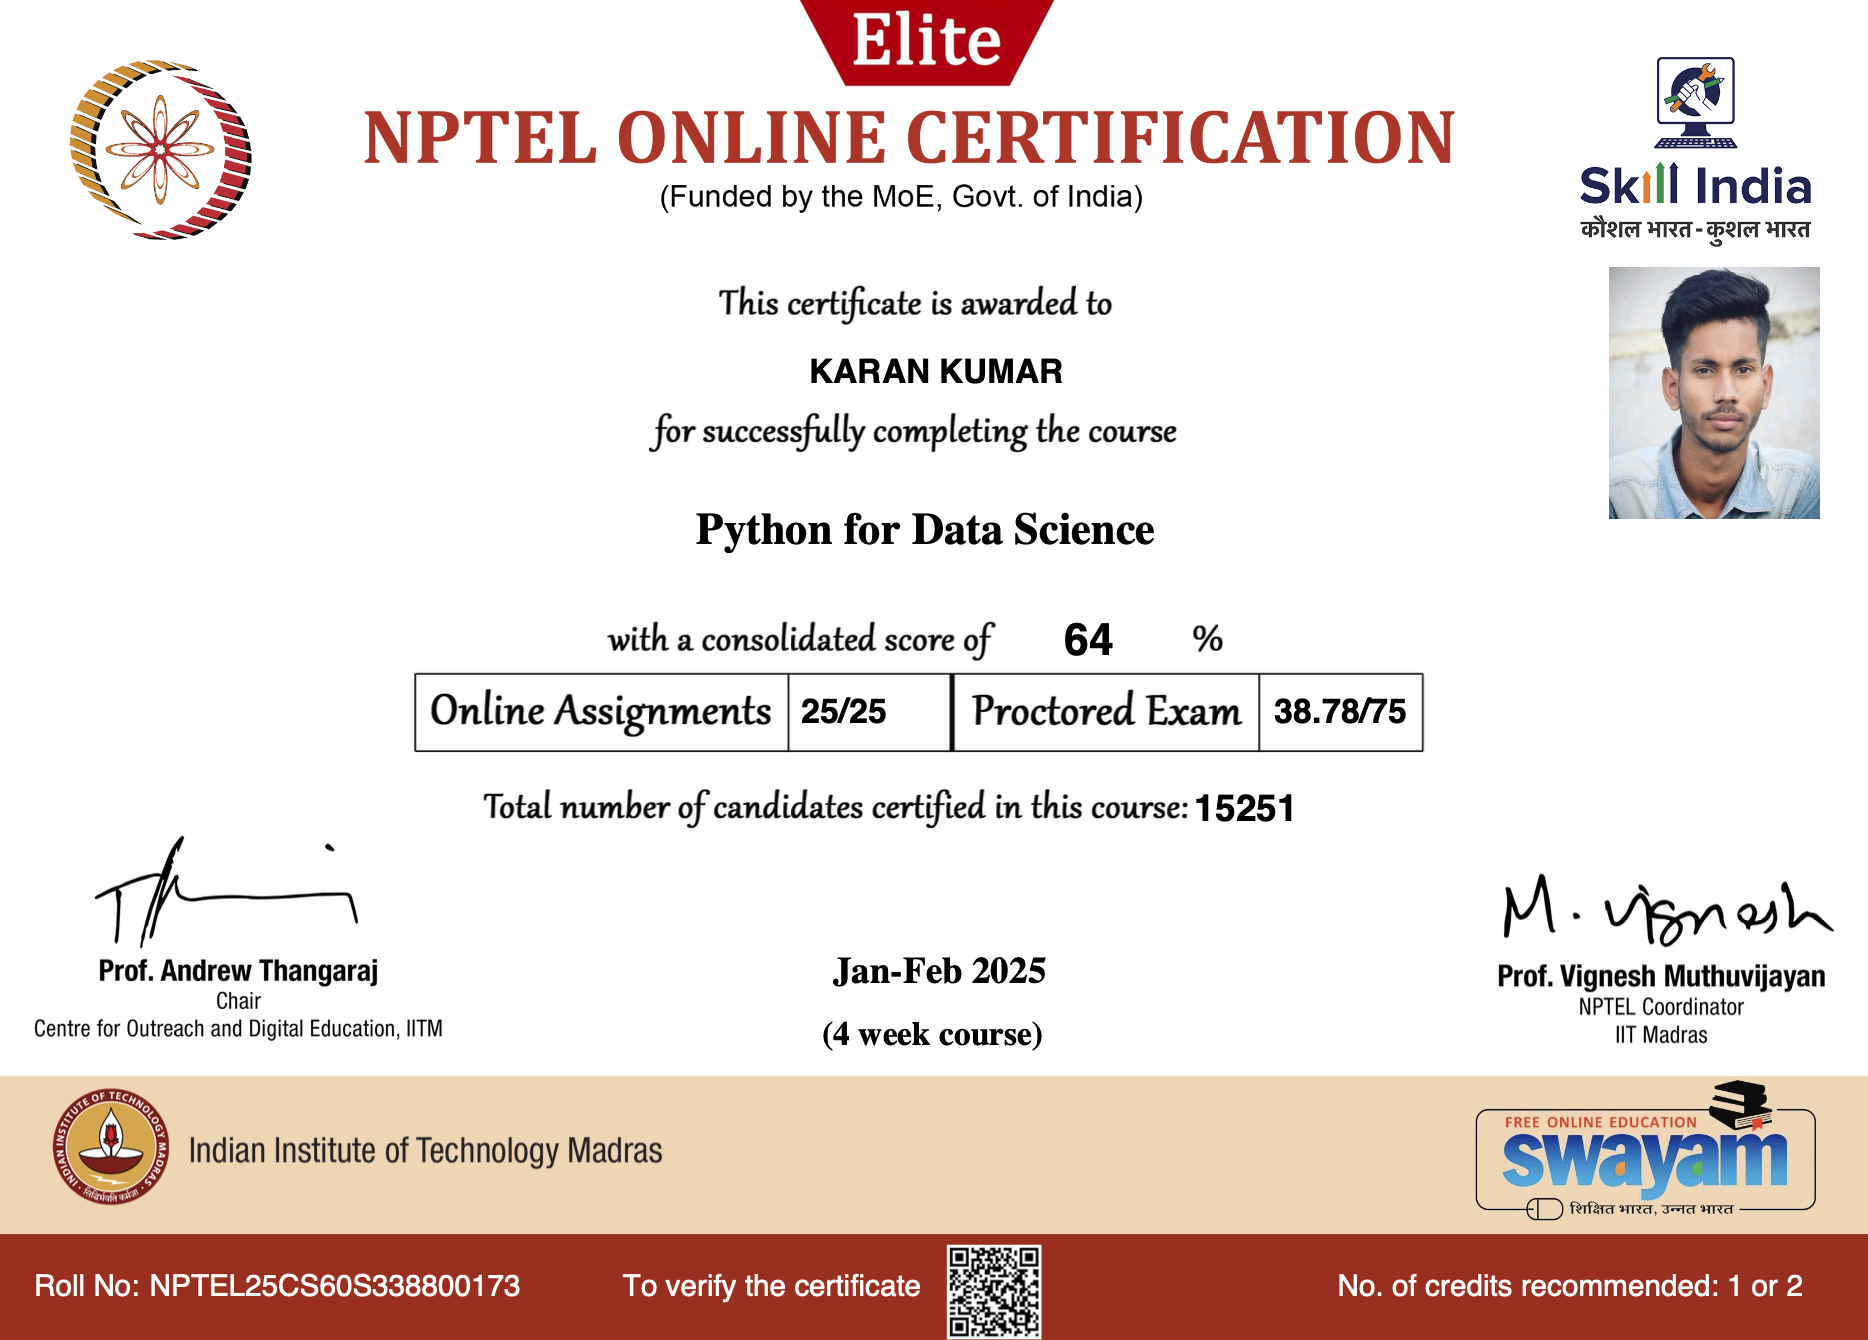 Elite
NPTEL ONLINE CERTIFICATION
(Funded by the MoE, Govt. of India)
Skill India
कौशल भारत - कुशल भारत
This certificate is awarded to
KARAN KUMAR
for successfully completing the course
Python for Data Science
with a consolidated score of 64 %
Online Assignments 25/25 Proctored Exam 38.78/75
Total number of candidates certified in this course: 15251
M. Vignesh
Prof. Andrew Thangaraj
Chair
Centre for Outreach and Digital Education, IITM
Jan-Feb 2025
(4 week course)
Prof. Vignesh Muthuvijayan
NPTEL Coordinator
IIT Madras
INDIAN INSTITUTE OF TECHNOLOGY MADRAS
सिद्धिर्भवति कर्मजा
Indian Institute of Technology Madras
FREE ONLINE EDUCATION
swayam
शिक्षित भारत, उन्नत भारत
Roll No: NPTEL25CS60S338800173
To verify the certificate
No. of credits recommended: 1 or 2